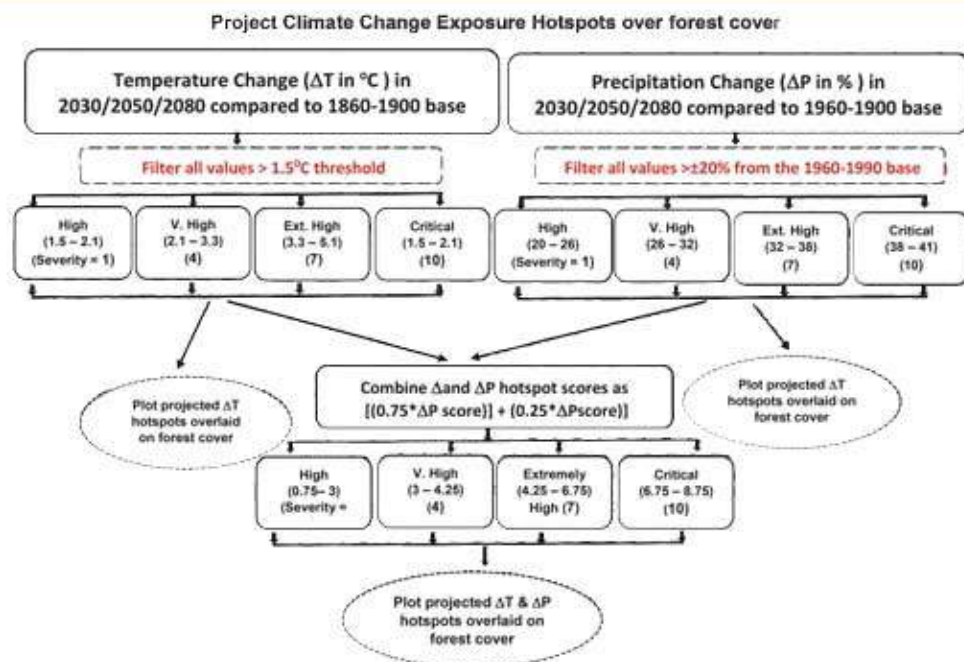 Project Climate Change Exposure Hotspots over forest cover
Temperature Change (ΔT in °C ) in
2030/2050/2080 compared to 1860-1900 base
Precipitation Change (ΔP in % ) in
2030/2050/2080 compared to 1960-1900 base
Filter all values > 1.5°C threshold
Filter all values >±20% from the 1960-1990 base
High
(1.5 – 2.1)
(Severity = 1)
V. High
(2.1 – 3.3)
(4)
Ext. High
(3.3 – 5.1)
(7)
Critical
(1.5 – 2.1)
(10)
High
(20 – 26)
(Severity = 1)
V. High
(26 – 32)
(4)
Ext. High
(32 – 38)
(7)
Critical
(38 – 41)
(10)
Plot projected ΔT
hotspots overlaid
on forest cover
Combine Δand ΔP hotspot scores as
[(0.75*ΔP score)] + (0.25*ΔPscore)]
Plot projected ΔT
hotspots overlaid on
forest cover
High
(0.75– 3)
(Severity =
V. High
(3 – 4.25)
(4)
Extremely
(4.25 – 6.75)
High (7)
Critical
(6.75 – 8.75)
(10)
Plot projected ΔT & ΔP
hotspots overlaid on
forest cover